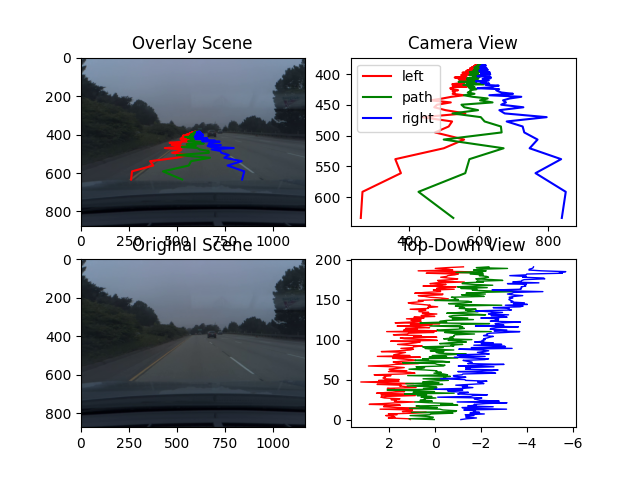 Overlay Scene
0
200
400
600
800
0 250 500 750 1000
Camera View
left
path
right
400
450
500
550
600
400 600 800
Original Scene
0
200
400
600
800
0 250 500 750 1000
Top-Down View
200
150
100
50
0
2 0 −2 −4 −6